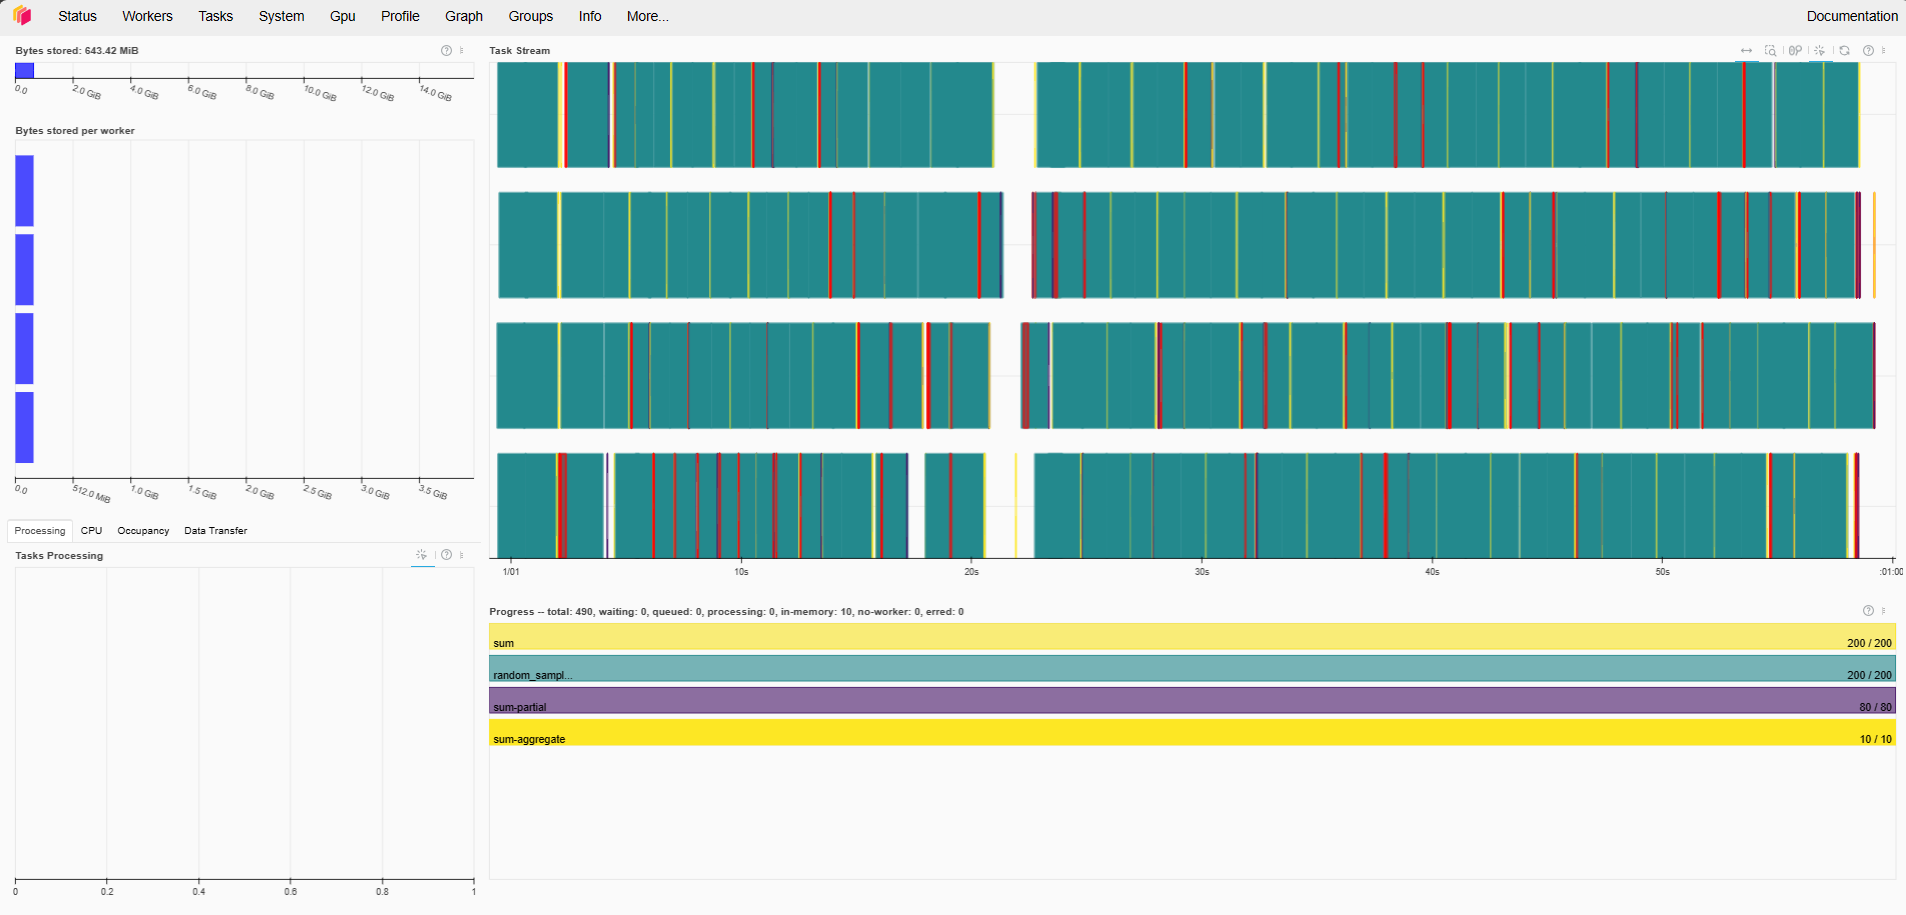 Status Workers Tasks System Gpu Profile Graph Groups Info More... Documentation
Bytes stored: 643.42 MiB
0.0 2.0 GiB 4.0 GiB 6.0 GiB 8.0 GiB 10.0 GiB 12.0 GiB 14.0 GiB
Bytes stored per worker
0.0 512.0 MiB 1.0 GiB 1.5 GiB 2.0 GiB 2.5 GiB 3.0 GiB 3.5 GiB
Processing CPU Occupancy Data Transfer
Tasks Processing
0 0.2 0.4 0.6 0.8 1
Task Stream
1/01 10s 20s 30s 40s 50s :01:00
Progress -- total: 490, waiting: 0, queued: 0, processing: 0, in-memory: 10, no-worker: 0, erred: 0
sum 200 / 200
random_sampl... 200 / 200
sum-partial 80 / 80
sum-aggregate 10 / 10